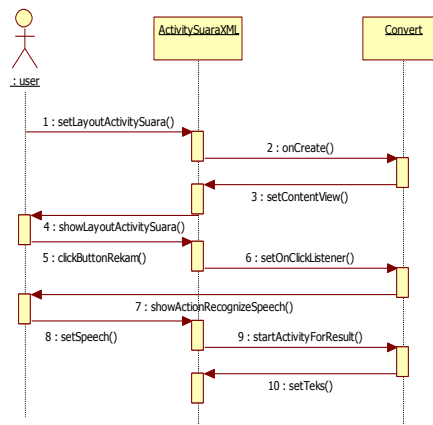 ActivitySuaraXML
Convert
: user
1 : setLayoutActivitySuara()
2 : onCreate()
3 : setContentView()
4 : showLayoutActivitySuara()
5 : clickButtonRekam()
6 : setOnClickListener()
7 : showActionRecognizeSpeech()
8 : setSpeech()
9 : startActivityForResult()
10 : setTeks()